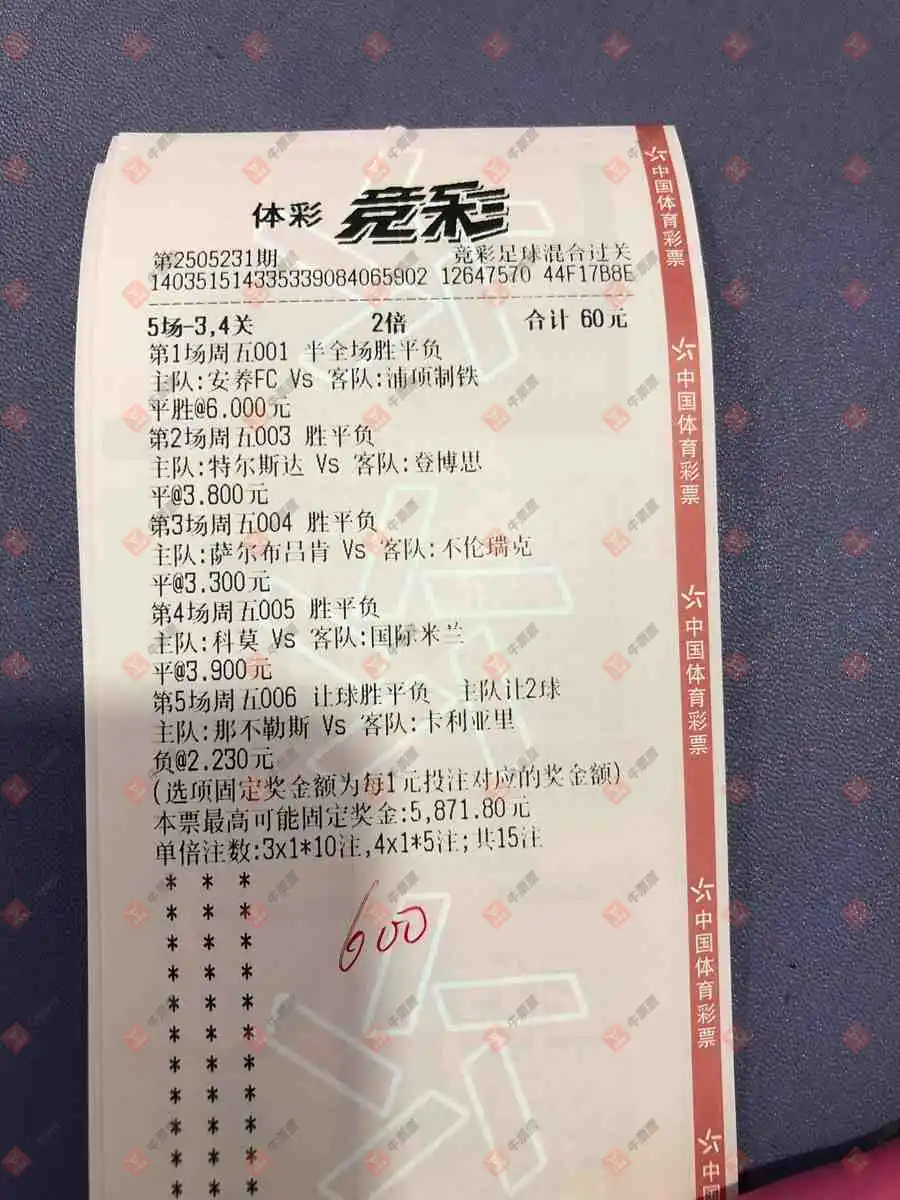 体彩 竞彩
第2505231期 竞彩足球混合过关
140351514335339084065902 12647570 44F17B8E
5场-3,4关 2倍 合计 60元
第1场周五001 半全场胜平负
主队:安养FC Vs 客队:浦项制铁
平胜@6.000元
第2场周五003 胜平负
主队:特尔斯达 Vs 客队:登博思
平@3.800元
第3场周五004 胜平负
主队:萨尔布吕肯 Vs 客队:不伦瑞克
平@3.300元
第4场周五005 胜平负
主队:科莫 Vs 客队:国际米兰
平@3.900元
第5场周五006 让球胜平负 主队让2球
主队:那不勒斯 Vs 客队:卡利亚里
负@2.230元
(选项固定奖金额为每1元投注对应的奖金额)
本票最高可能固定奖金:5,871.80元
单倍注数:3x1*10注,4x1*5注;共15注
* * *
* * *
* * *
* * *
* * *
* * *
* * *
* * *
* * *
* * *
* * *
600
中国体育彩票
中国体育彩票
中国体育彩票
中国体育彩票
中国
牛票票